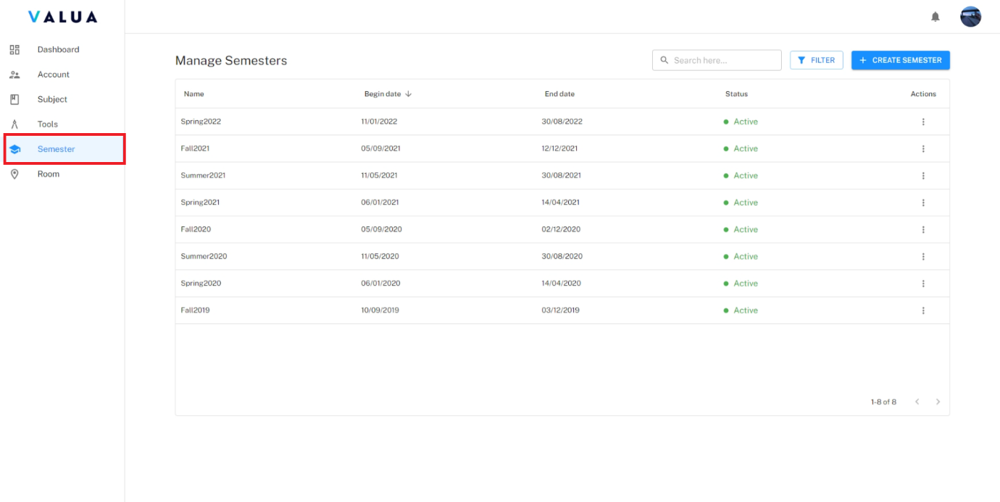 VALUA
Dashboard
Account
Subject
Tools
Semester
Room
Manage Semesters
Search here...
FILTER
+ CREATE SEMESTER
Name Begin date ↓ End date Status Actions
Spring2022 11/01/2022 30/08/2022 Active
Fall2021 05/09/2021 12/12/2021 Active
Summer2021 11/05/2021 30/08/2021 Active
Spring2021 06/01/2021 14/04/2021 Active
Fall2020 05/09/2020 02/12/2020 Active
Summer2020 11/05/2020 30/08/2020 Active
Spring2020 06/01/2020 14/04/2020 Active
Fall2019 10/09/2019 03/12/2019 Active
1-8 of 8